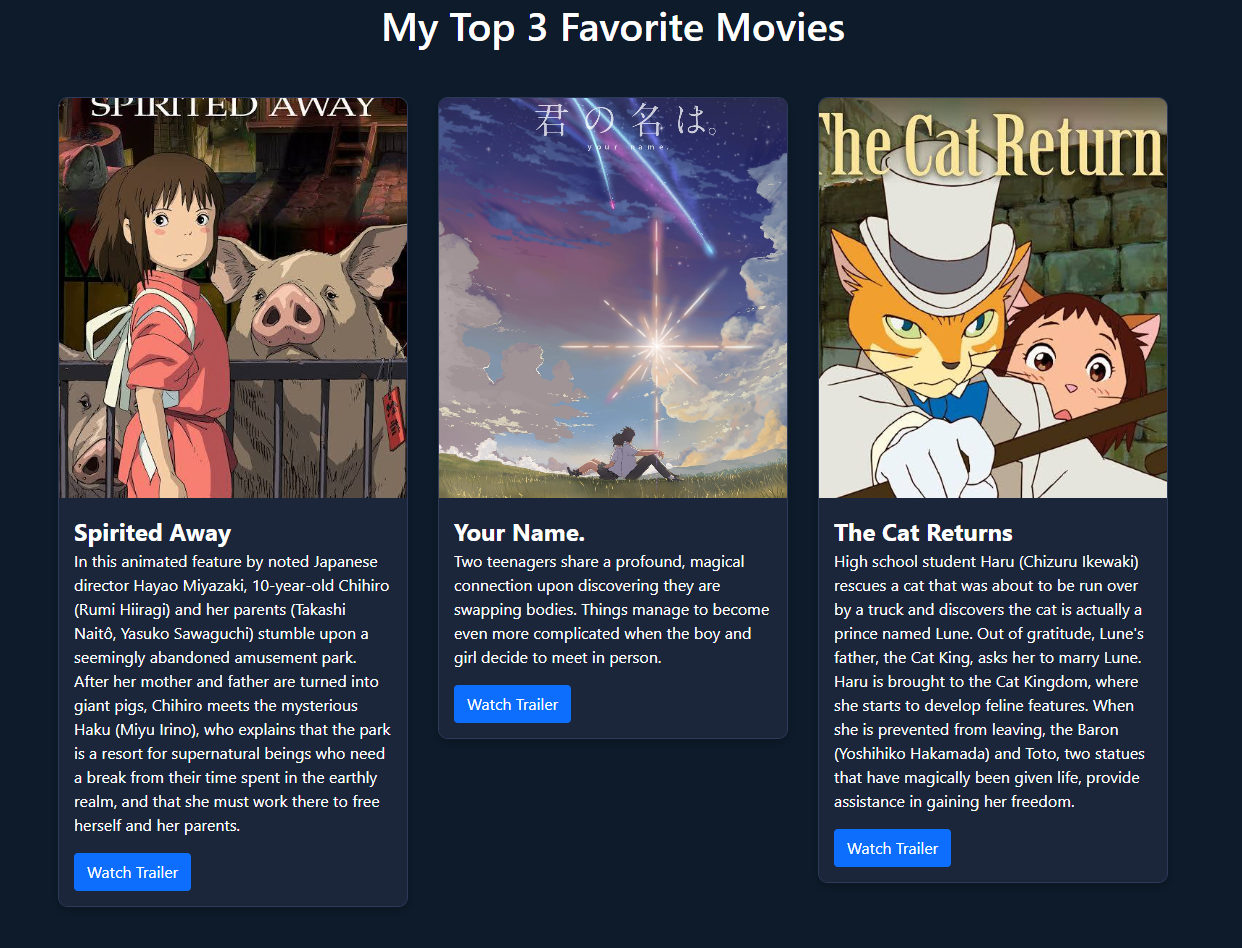 My Top 3 Favorite Movies
SPIRITED AWAY
君の名は。
your name.
The Cat Return
Spirited Away
In this animated feature by noted Japanese
director Hayao Miyazaki, 10-year-old Chihiro
(Rumi Hiiragi) and her parents (Takashi
Naitô, Yasuko Sawaguchi) stumble upon a
seemingly abandoned amusement park.
After her mother and father are turned into
giant pigs, Chihiro meets the mysterious
Haku (Miyu Irino), who explains that the park
is a resort for supernatural beings who need
a break from their time spent in the earthly
realm, and that she must work there to free
herself and her parents.
Watch Trailer
Your Name.
Two teenagers share a profound, magical
connection upon discovering they are
swapping bodies. Things manage to become
even more complicated when the boy and
girl decide to meet in person.
Watch Trailer
The Cat Returns
High school student Haru (Chizuru Ikewaki)
rescues a cat that was about to be run over
by a truck and discovers the cat is actually a
prince named Lune. Out of gratitude, Lune's
father, the Cat King, asks her to marry Lune.
Haru is brought to the Cat Kingdom, where
she starts to develop feline features. When
she is prevented from leaving, the Baron
(Yoshihiko Hakamada) and Toto, two statues
that have magically been given life, provide
assistance in gaining her freedom.
Watch Trailer